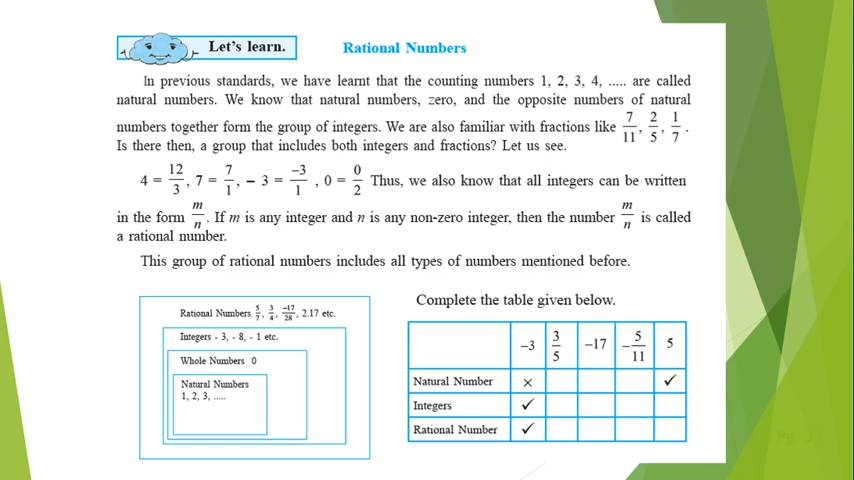 Let's learn.
Rational Numbers
In previous standards, we have learnt that the counting numbers 1, 2, 3, 4, ..... are called
natural numbers. We know that natural numbers, zero, and the opposite numbers of natural
numbers together form the group of integers. We are also familiar with fractions like 7/11, 2/5, 1/7.
Is there then, a group that includes both integers and fractions? Let us see.
4 = 12/3, 7 = 7/1, – 3 = –3/1, 0 = 0/2 Thus, we also know that all integers can be written
in the form m/n. If m is any integer and n is any non-zero integer, then the number m/n is called
a rational number.
This group of rational numbers includes all types of numbers mentioned before.
Rational Numbers 5/7, 3/4, –17/28, 2.17 etc.
Integers - 3, - 8, - 1 etc.
Whole Numbers 0
Natural Numbers
1, 2, 3, .....
Complete the table given below.
–3 3/5 –17 –5/11 5
Natural Number × ✓
Integers ✓
Rational Number ✓